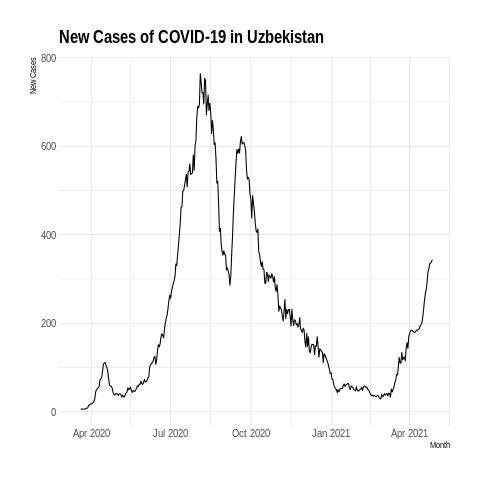 New Cases of COVID-19 in Uzbekistan
New Cases
800
600
400
200
0
Apr 2020 Jul 2020 Oct 2020 Jan 2021 Apr 2021
Month